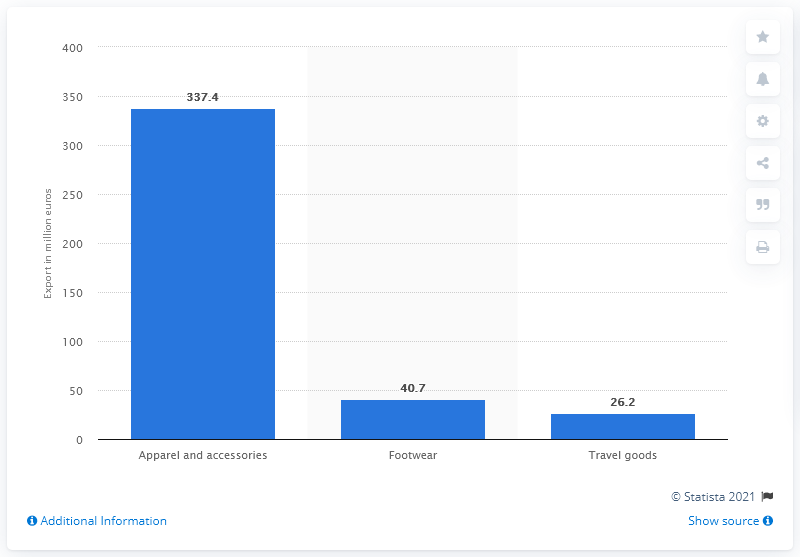 400
350
300
250
200
150
100
50
0
Export in million euros
337.4
40.7
26.2
Apparel and accessories
Footwear
Travel goods
© Statista 2021
Additional Information
Show source